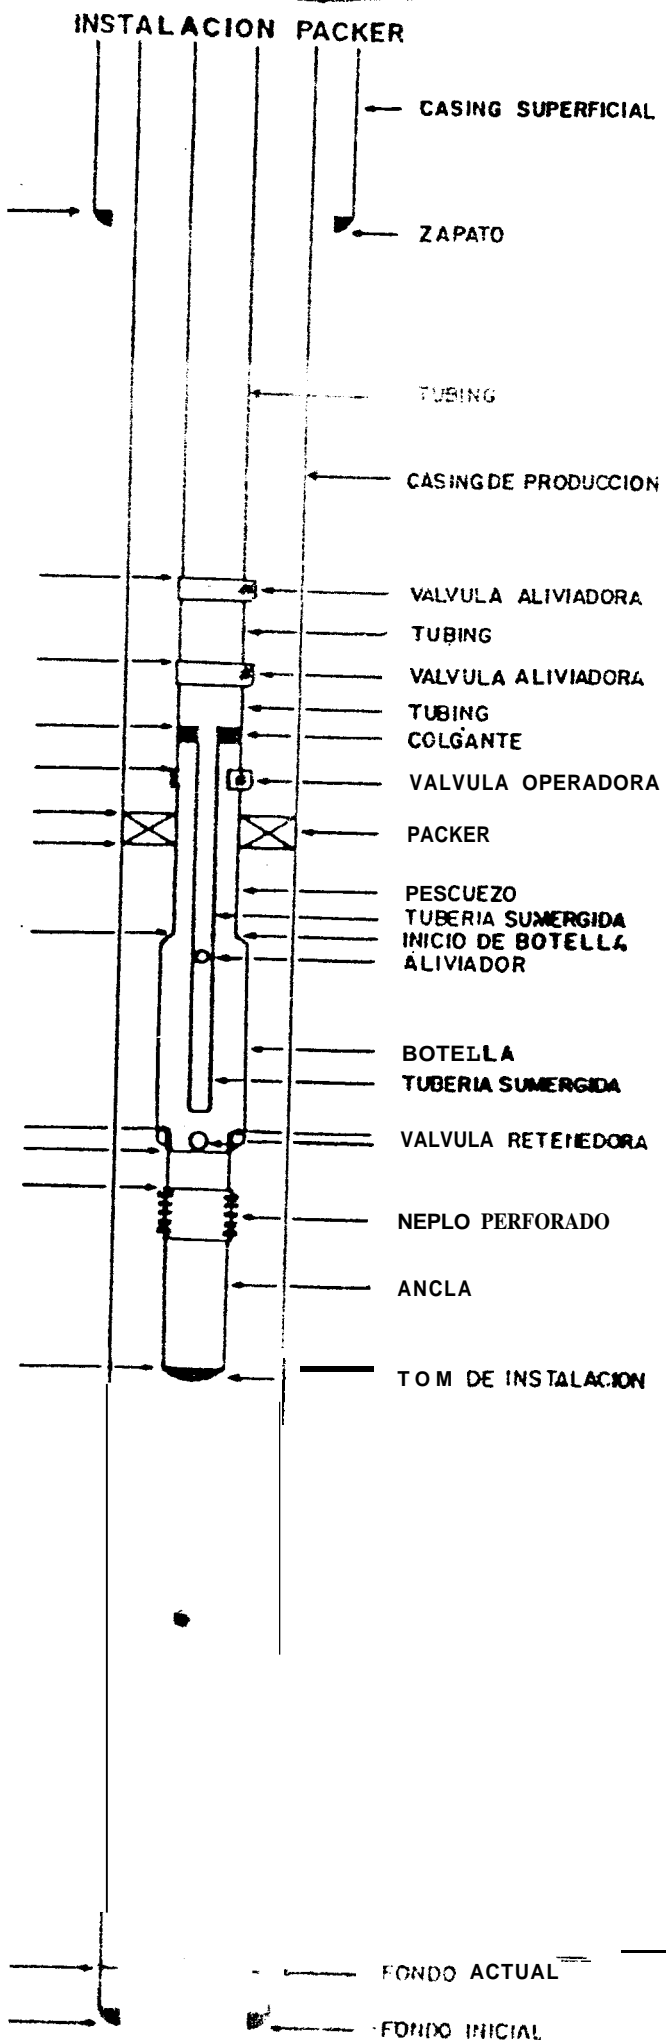 INSTALACION PACKER
CASING SUPERFICIAL
ZAPATO
TUBING
CASING DE PRODUCCION
VALVULA ALIVIADORA
TUBING
VALVULA ALIVIADORA
TUBING
COLGANTE
VALVULA OPERADORA
PACKER
PESCUEZO
TUBERIA SUMERGIDA
INICIO DE BOTELLA
ALIVIADOR
BOTELLA
TUBERIA SUMERGIDA
VALVULA RETENEDORA
NEPLO PERFORADO
ANCLA
TOM DE INSTALACION
FONDO ACTUAL
FONDO INICIAL